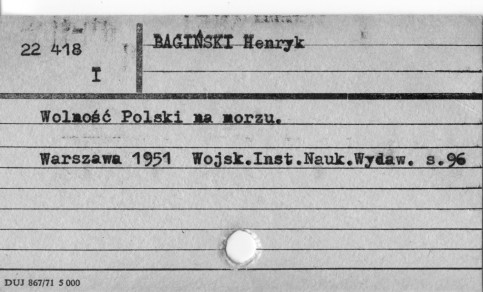 22 418
I
BAGIŃSKI Henryk
Wolność Polski na morzu.
Warszawa 1951 Wojsk.Inst.Nauk.Wydaw. s.96
DUJ 867/71 5 000